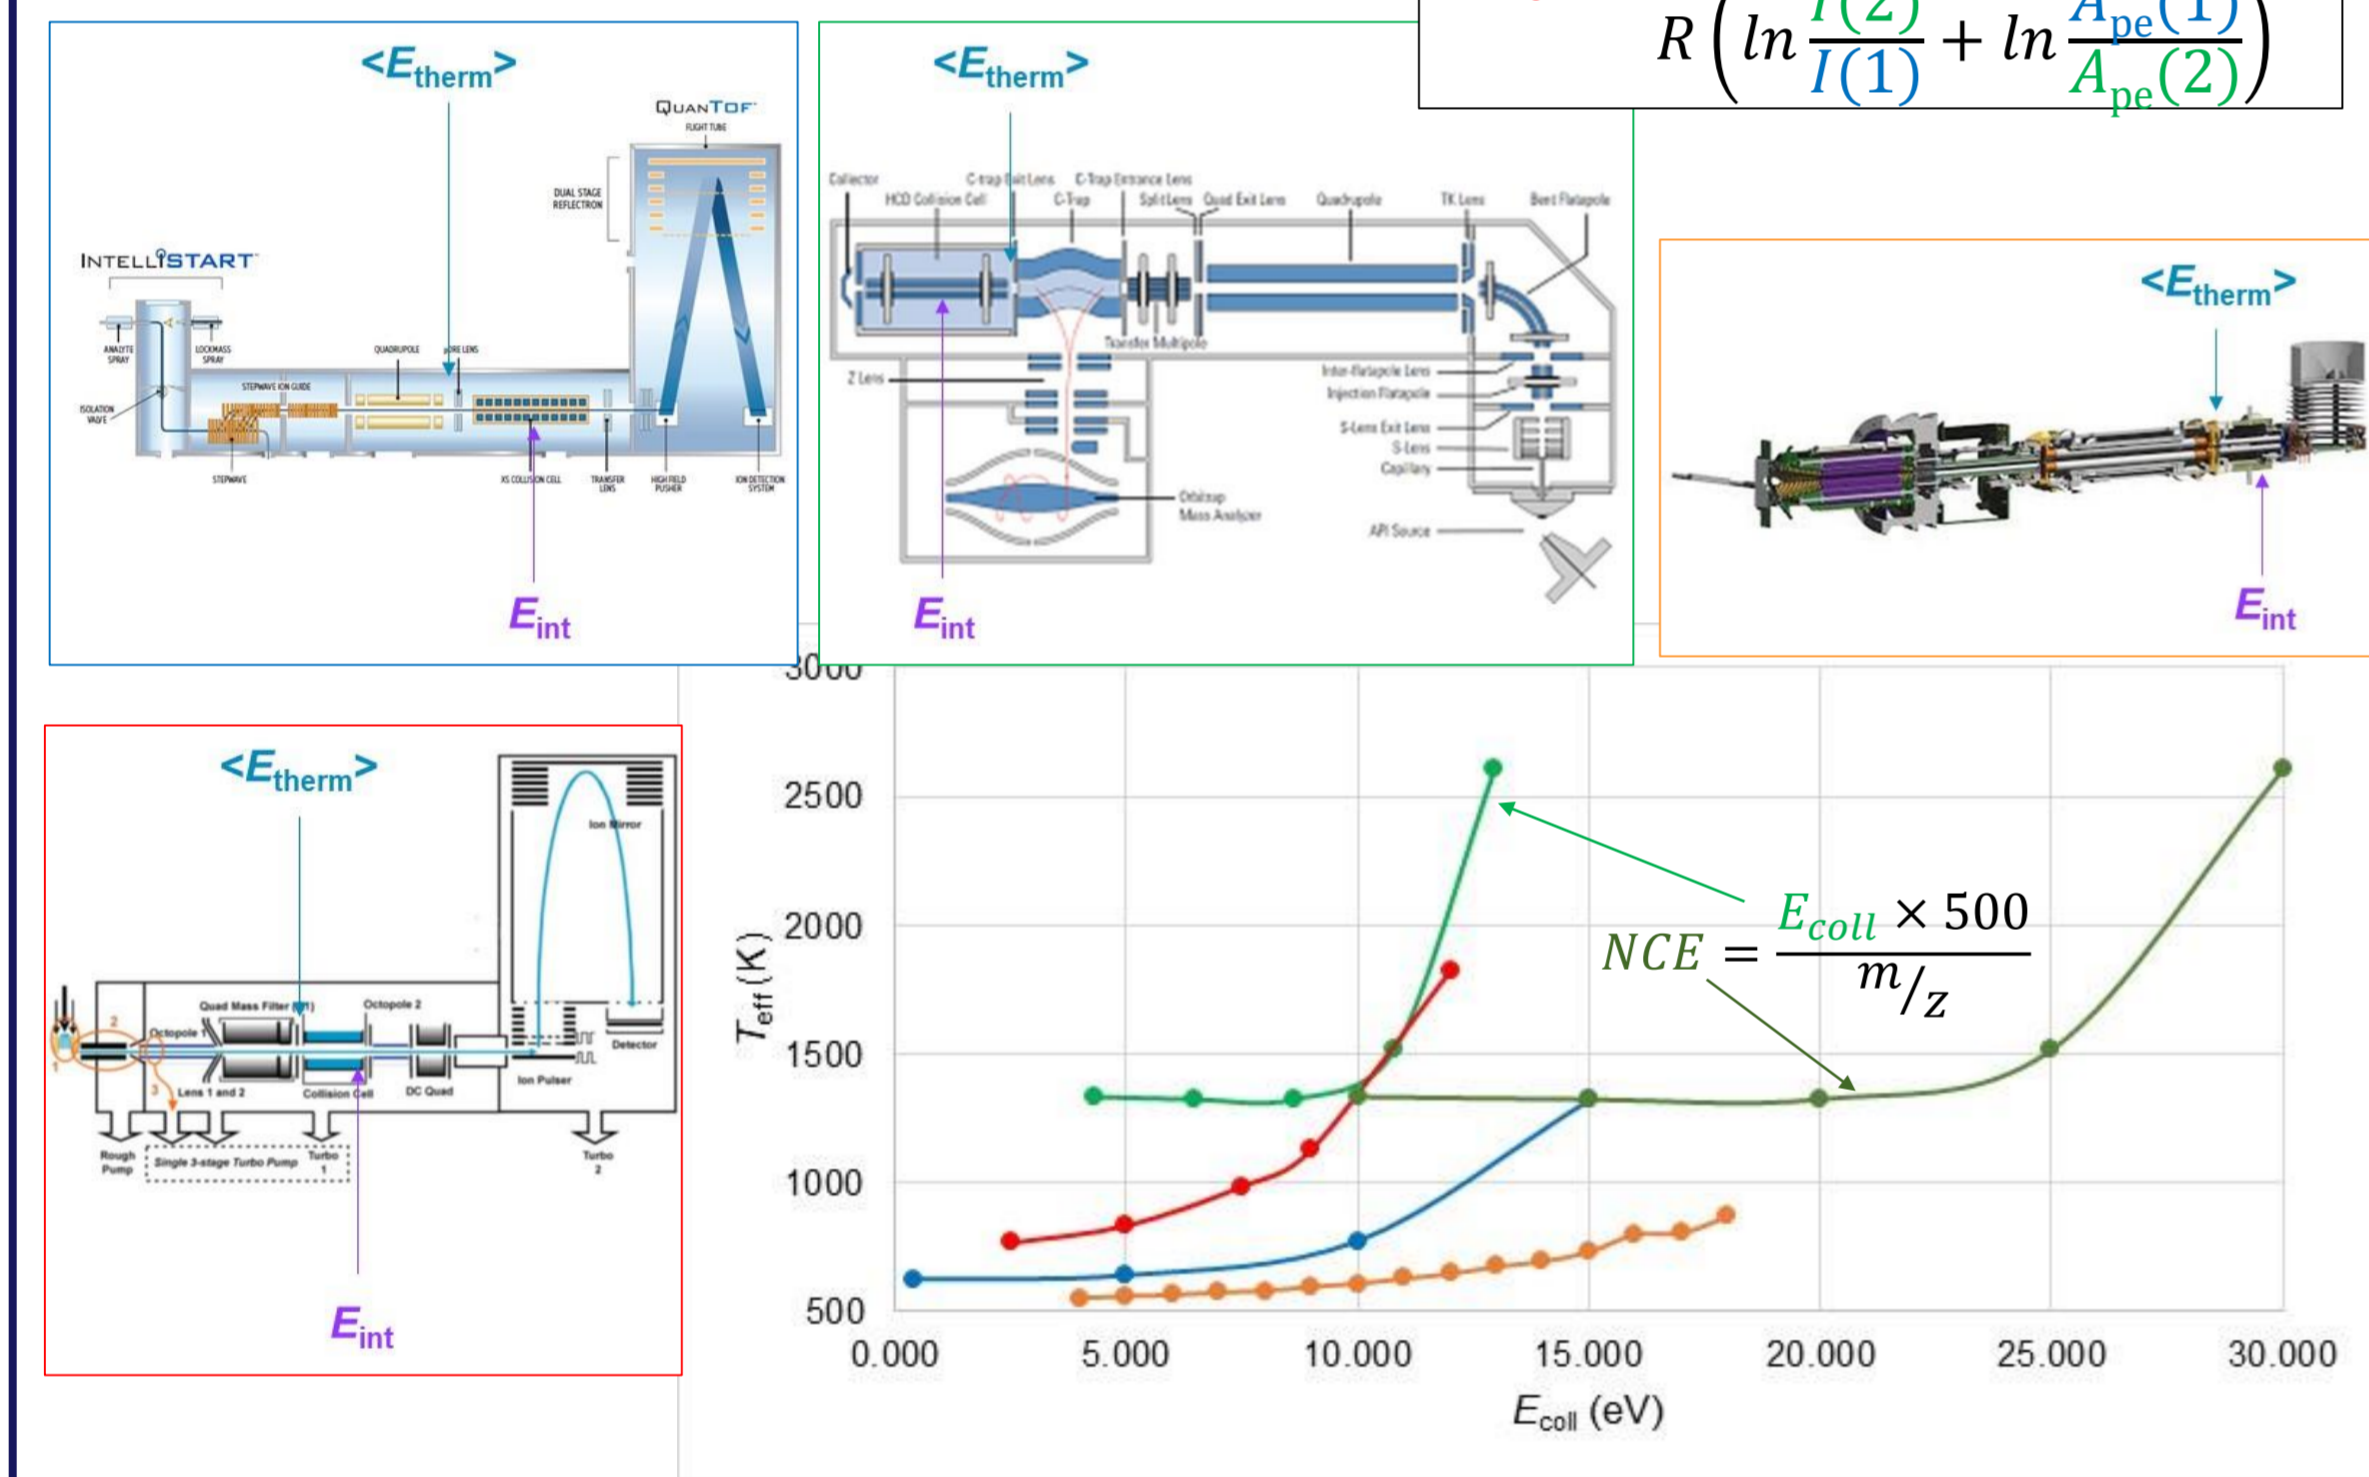 R(ln I(2)/I(1) + ln A_pe(1)/A_pe(2))
<E_therm>
QUANTOF
FLIGHT TUBE
DUAL STAGE
REFLECTRON
INTELLISTART
ANALYTE
SPRAY
LOCKMASS
SPRAY
QUADRUPOLE
pDRE LENS
STEPWAVE ION GUIDE
ISOLATION
VALVE
STEPWAVE
XS COLLISION CELL
TRANSFER
LENS
HIGH FIELD
PUSHER
ION DETECTION
SYSTEM
E_int
<E_therm>
Collector
C-trap Exit Lens
C-Trap Entrance Lens
HCD Collision Cell
C-Trap
Split Lens
Quad Exit Lens
Quadrupole
TK Lens
Bent Flatapole
Transfer Multipole
Z Lens
Inter-flatapole Lens
Injection Flatapole
S-Lens Exit Lens
S-Lens
Capillary
Orbitrap
Mass Analyzer
API Source
E_int
<E_therm>
E_int
<E_therm>
Ion Mirror
Quad Mass Filter
Octopole 2
Octopole 1
1
2
3
Lens 1 and 2
Collision Cell
DC Quad
Ion Pulser
Detector
Rough
Pump
Single 3-stage Turbo Pump
Turbo
1
Turbo
2
E_int
3000
2500
2000
1500
1000
500
T_eff (K)
NCE = E_coll × 500 / m/z
0.000 5.000 10.000 15.000 20.000 25.000 30.000
E_coll (eV)